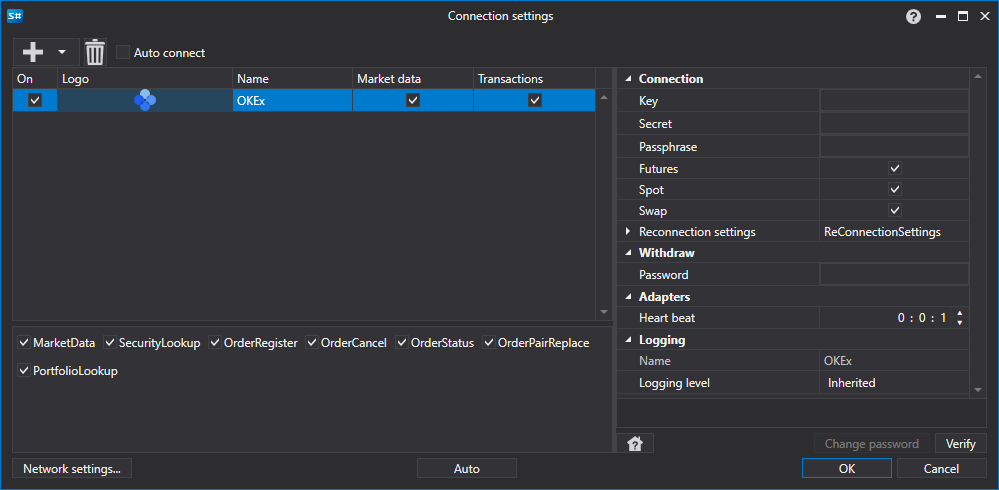 S#
Connection settings
Auto connect
On Logo Name Market data Transactions
OKEx
MarketData SecurityLookup OrderRegister OrderCancel OrderStatus OrderPairReplace
PortfolioLookup
Connection
Key
Secret
Passphrase
Futures
Spot
Swap
Reconnection settings ReConnectionSettings
Withdraw
Password
Adapters
Heart beat 0 : 0 : 1
Logging
Name OKEx
Logging level Inherited
Change password Verify
Network settings... Auto OK Cancel